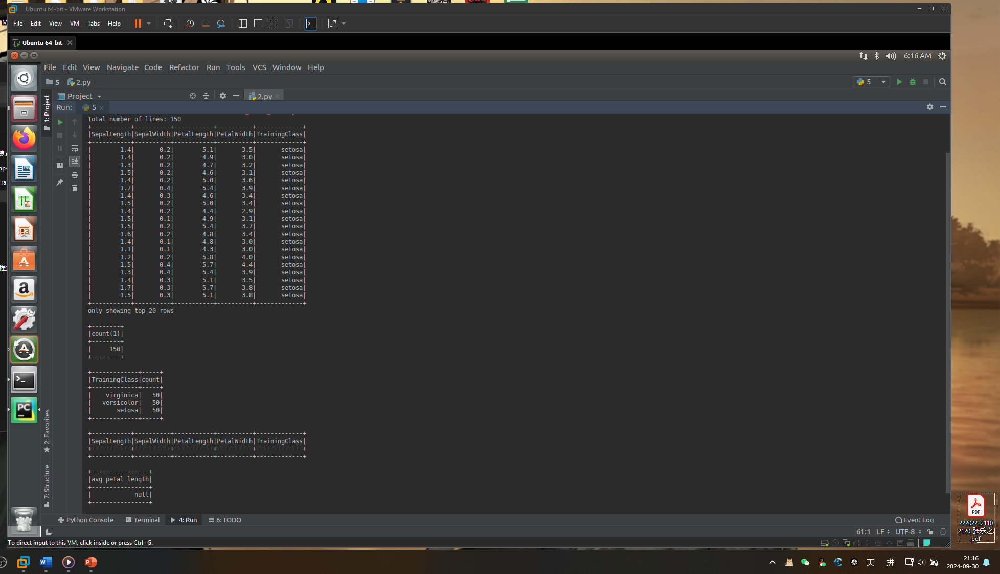 Ubuntu 64-bit - VMware Workstation
File Edit View VM Tabs Help
Ubuntu 64-bit
6:16 AM
File Edit View Navigate Code Refactor Run Tools VCS Window Help
5 2.py
5
Project
2.py
Run: 5
1: Project
2: Favorites
7: Structure
Total number of lines: 150
+-----------+----------+-----------+----------+-------------+
|SepalLength|SepalWidth|PetalLength|PetalWidth|TrainingClass|
+-----------+----------+-----------+----------+-------------+
|        1.4|       0.2|        5.1|       3.5|       setosa|
|        1.4|       0.2|        4.9|       3.0|       setosa|
|        1.3|       0.2|        4.7|       3.2|       setosa|
|        1.5|       0.2|        4.6|       3.1|       setosa|
|        1.4|       0.2|        5.0|       3.6|       setosa|
|        1.7|       0.4|        5.4|       3.9|       setosa|
|        1.4|       0.3|        4.6|       3.4|       setosa|
|        1.5|       0.2|        5.0|       3.4|       setosa|
|        1.4|       0.2|        4.4|       2.9|       setosa|
|        1.5|       0.1|        4.9|       3.1|       setosa|
|        1.5|       0.2|        5.4|       3.7|       setosa|
|        1.6|       0.2|        4.8|       3.4|       setosa|
|        1.4|       0.1|        4.8|       3.0|       setosa|
|        1.1|       0.1|        4.3|       3.0|       setosa|
|        1.2|       0.2|        5.8|       4.0|       setosa|
|        1.5|       0.4|        5.7|       4.4|       setosa|
|        1.3|       0.4|        5.4|       3.9|       setosa|
|        1.4|       0.3|        5.1|       3.5|       setosa|
|        1.7|       0.3|        5.7|       3.8|       setosa|
|        1.5|       0.3|        5.1|       3.8|       setosa|
+-----------+----------+-----------+----------+-------------+
only showing top 20 rows
+--------+
|count(1)|
+--------+
|     150|
+--------+
+-------------+-----+
|TrainingClass|count|
+-------------+-----+
|    virginica|   50|
|   versicolor|   50|
|       setosa|   50|
+-------------+-----+
+-----------+----------+-----------+----------+-------------+
|SepalLength|SepalWidth|PetalLength|PetalWidth|TrainingClass|
+-----------+----------+-----------+----------+-------------+
+-----------+----------+-----------+----------+-------------+
+----------------+
|avg_petal_length|
+----------------+
|            null|
+----------------+
Python Console Terminal 4: Run 6: TODO
Event Log
61:1 LF UTF-8
To direct input to this VM, click inside or press Ctrl+G.
PDF
22202232110
2120_张乐之.
pdf
英 拼
21:16
2024-09-30